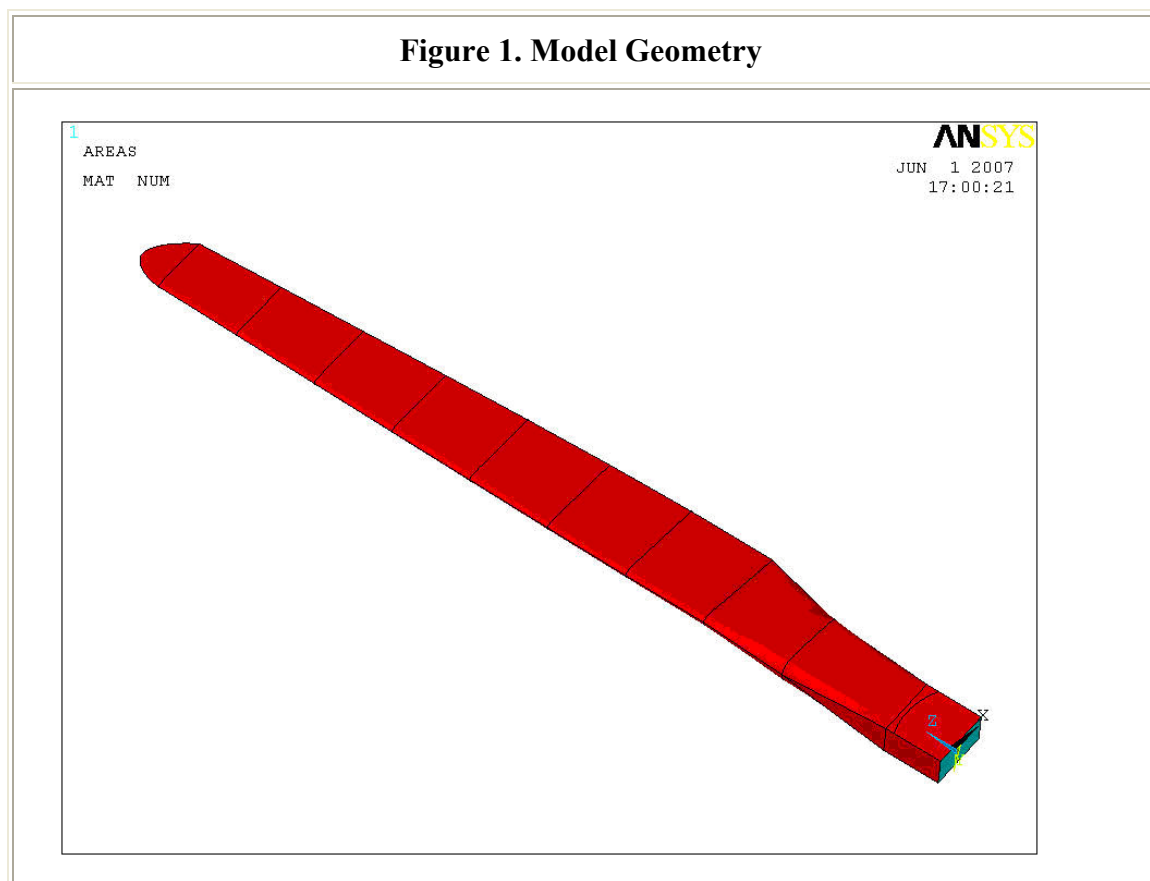 Figure 1. Model Geometry
1
AREAS
MAT NUM
ANSYS
JUN 1 2007
17:00:21
Z
X